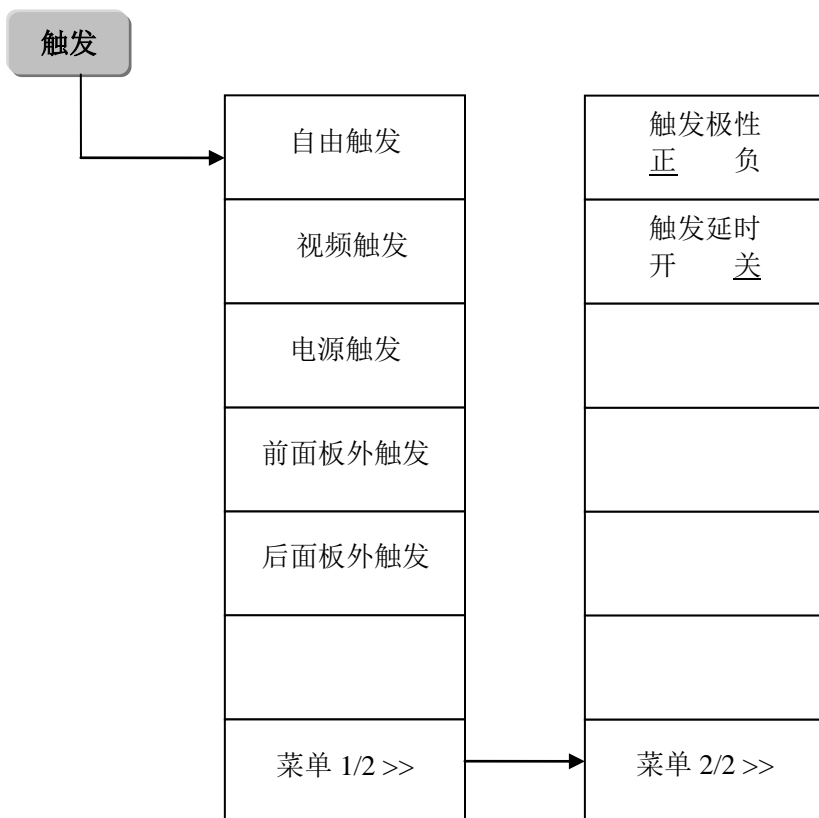 触发
自由触发
视频触发
电源触发
前面板外触发
后面板外触发
菜单 1/2 >>
触发极性
正 负
触发延时
开 关
菜单 2/2 >>